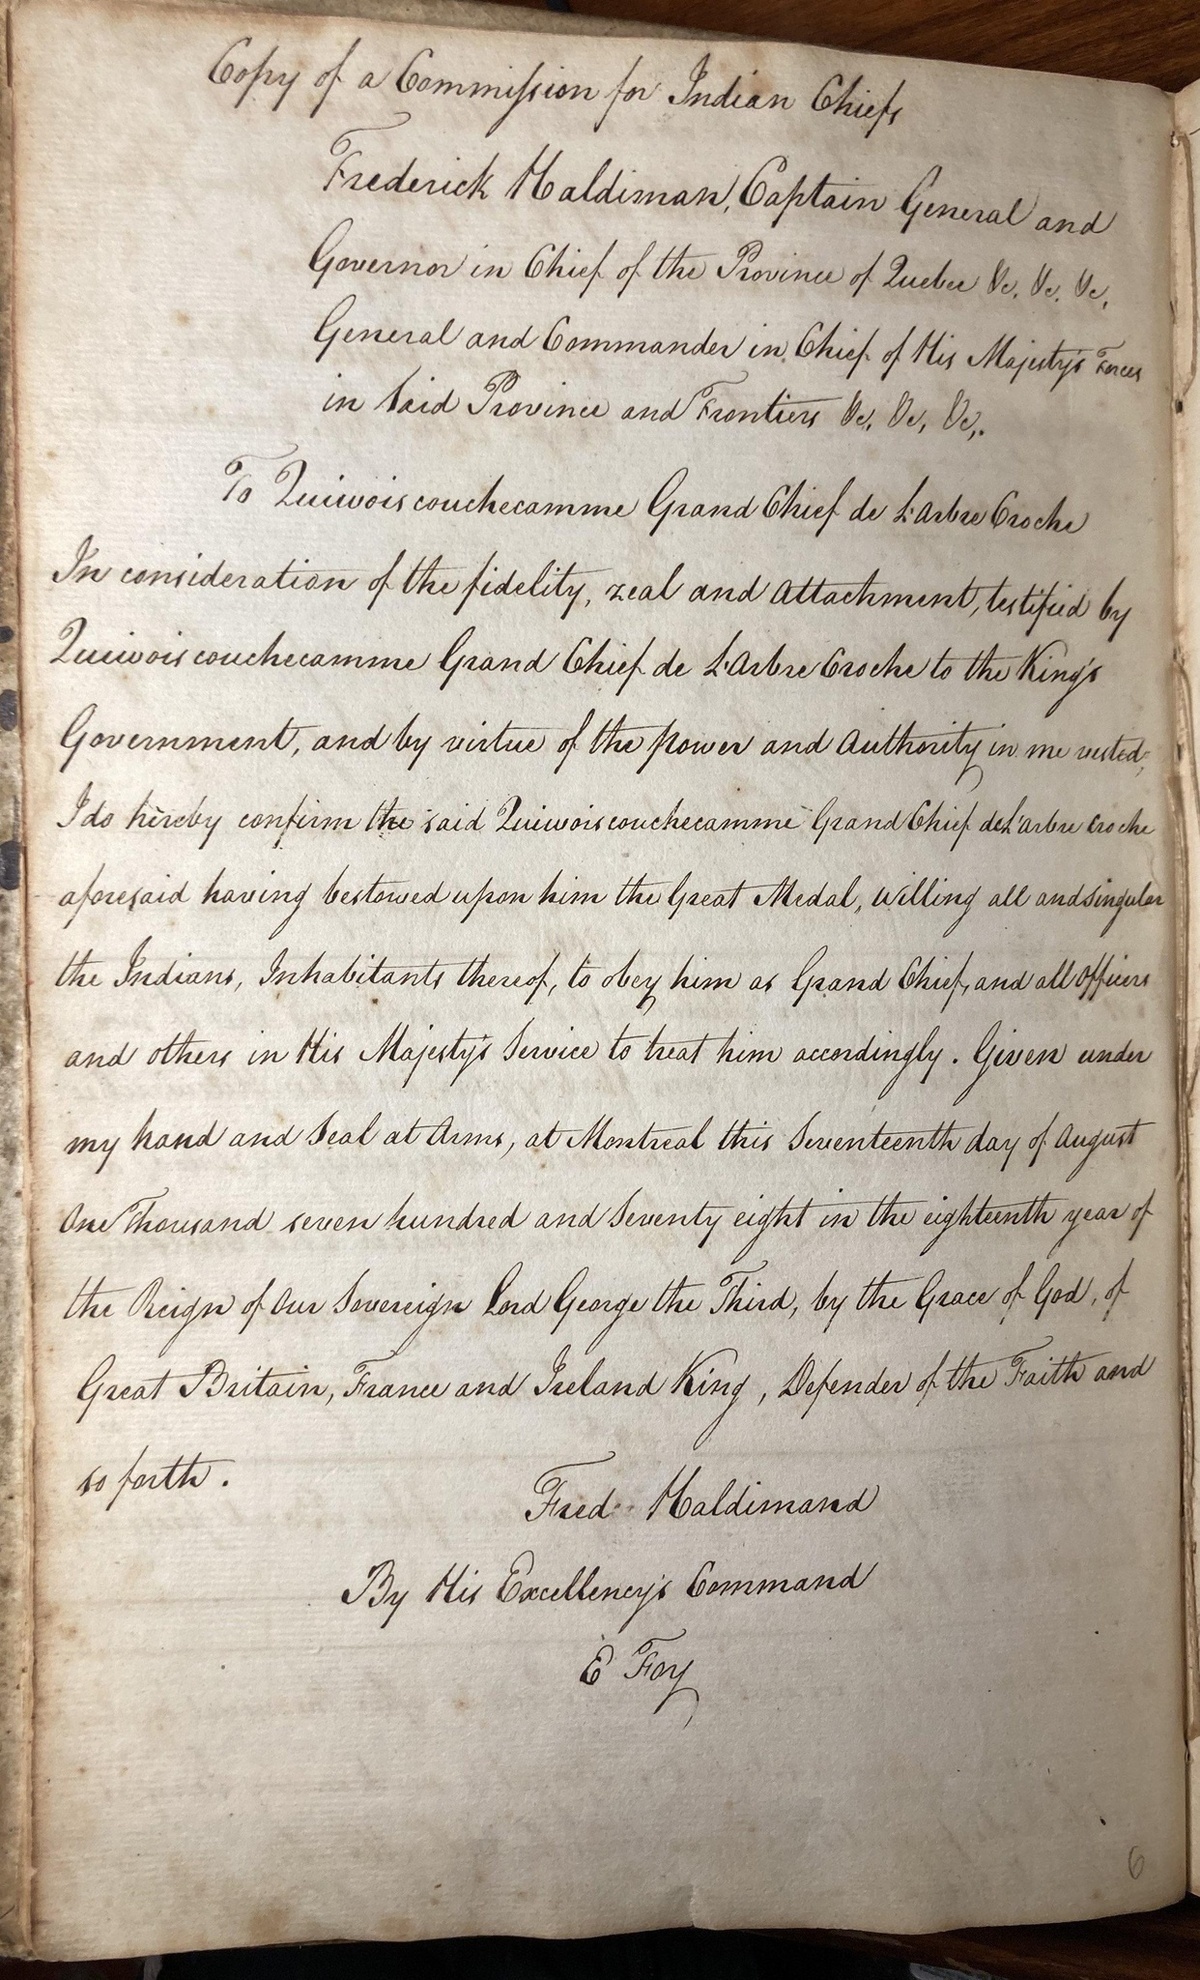 Copy of a Commission for Indian Chiefs
Frederick Haldiman, Captain General and
Governor in Chief of the Province of Quebec &c. &c. &c,
General and Commander in Chief of His Majesty's Forces
in said Province and Frontiers &c, &c, &c,.
To Quiwoiscouchecamme Grand Chief de L'Arbre Croche
In consideration of the fidelity, zeal and attachment, testified by
Quiwoiscouchecamme Grand Chief de L'Arbre Croche to the King's
Government, and by virtue of the power and authority in me vested,
I do hereby confirm the said Quiwoiscouchecamme Grand Chief de L'arbre Croche
aforesaid having bestowed upon him the Great Medal, willing all and singular
the Indians, Inhabitants thereof, to obey him as Grand Chief, and all officers
and others in His Majesty's Service to treat him accordingly. Given under
my hand and Seal at Arms, at Montreal this Seventeenth day of August
One Thousand seven hundred and Seventy eight in the eighteenth year of
the Reign of our Sovereign Lord George the Third, by the Grace of God, of
Great Britain, France and Ireland King, Defender of the Faith and
so forth.
Fred Haldimand
By His Excellency's Command
E Foy
6